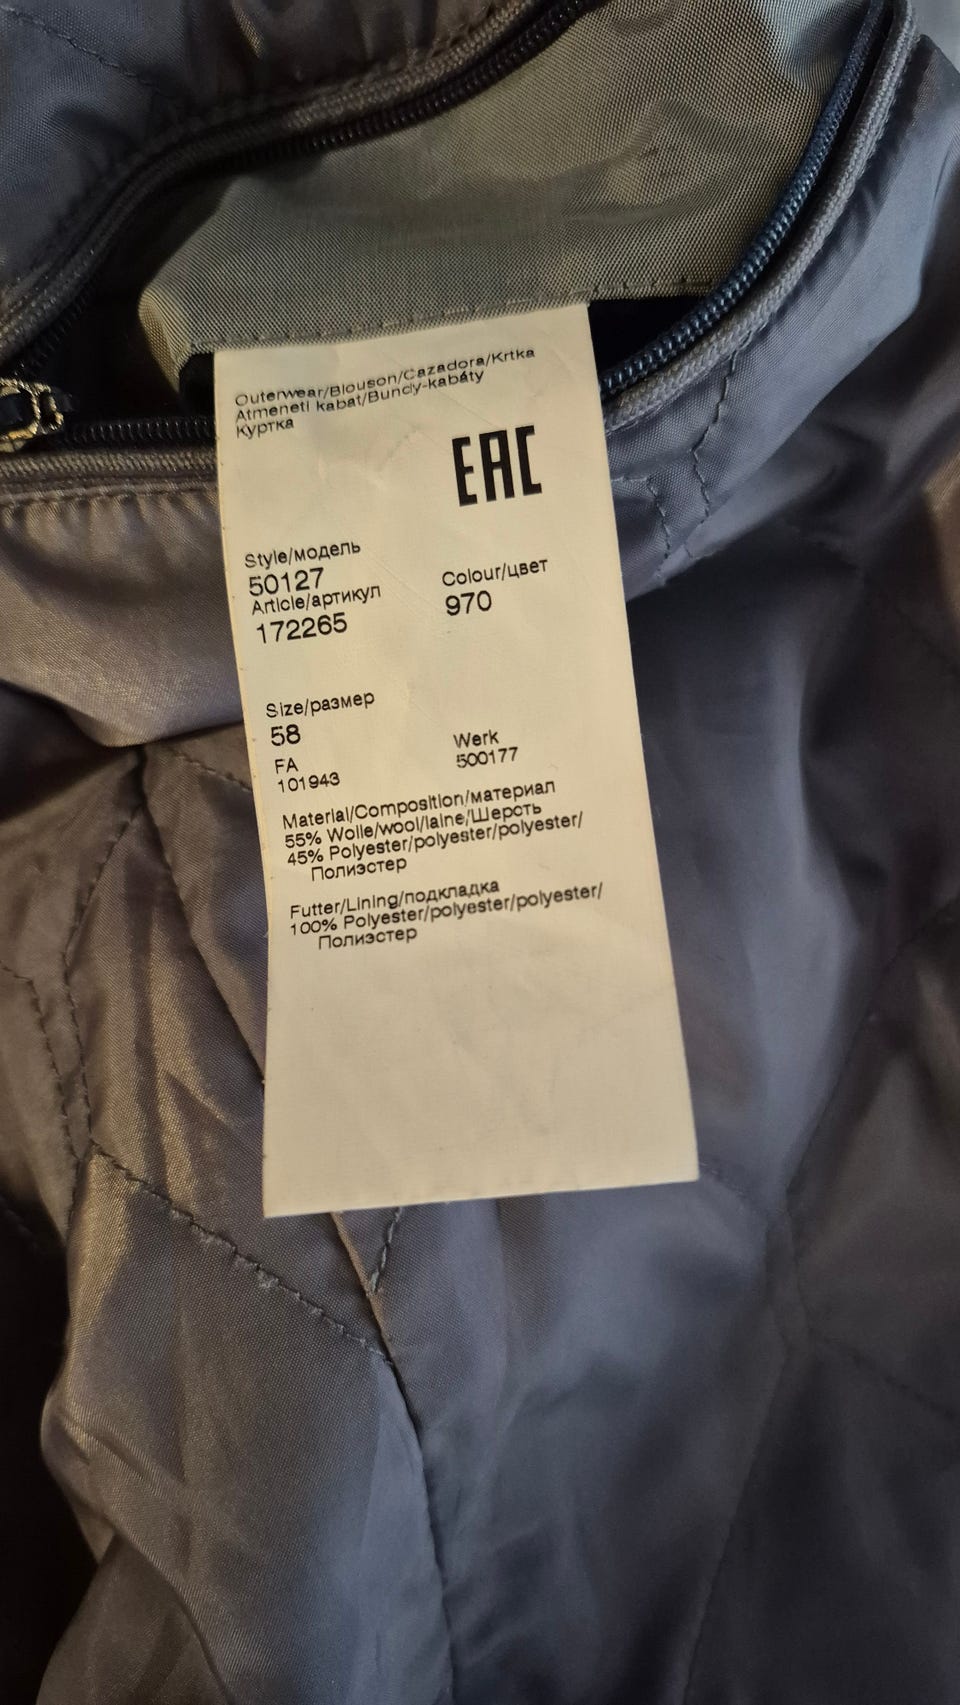 Outerwear/Blouson/Cazadora/Krtka
Atmeneti kabat/Bundy-kabáty
Куртка
EAC
Style/модель
50127
Article/артикул
172265
Colour/цвет
970
Size/размер
58
FA
101943
Werk
500177
Material/Composition/материал
55% Wolle/wool/laine/Шерсть
45% Polyester/polyester/polyester/
Полиэстер
Futter/Lining/подкладка
100% Polyester/polyester/polyester/
Полиэстер